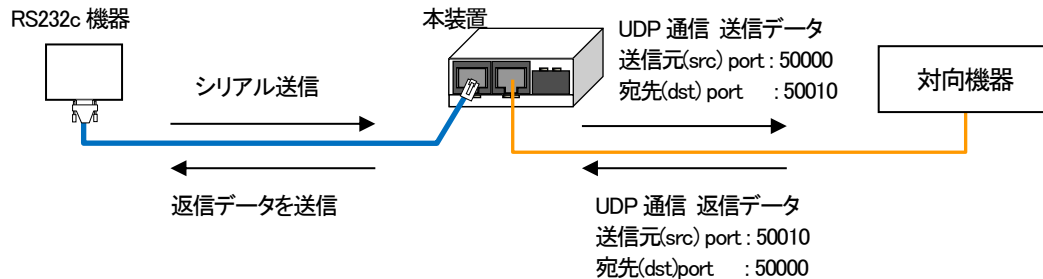 RS232c 機器
本装置
UDP 通信 送信データ
送信元(src) port : 50000
宛先(dst) port : 50010
対向機器
シリアル送信
返信データを送信
UDP 通信 返信データ
送信元(src) port : 50010
宛先(dst)port : 50000